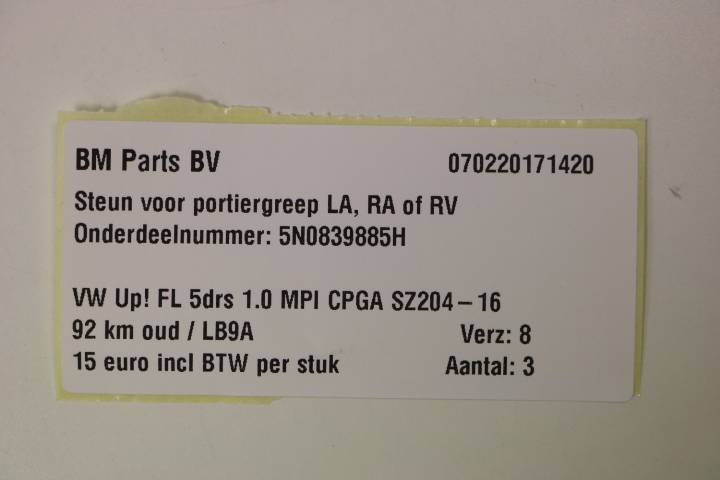 BM Parts BV 070220171420
Steun voor portiergreep LA, RA of RV
Onderdeelnummer: 5N0839885H
VW Up! FL 5drs 1.0 MPI CPGA SZ204 – 16
92 km oud / LB9A Verz: 8
15 euro incl BTW per stuk Aantal: 3